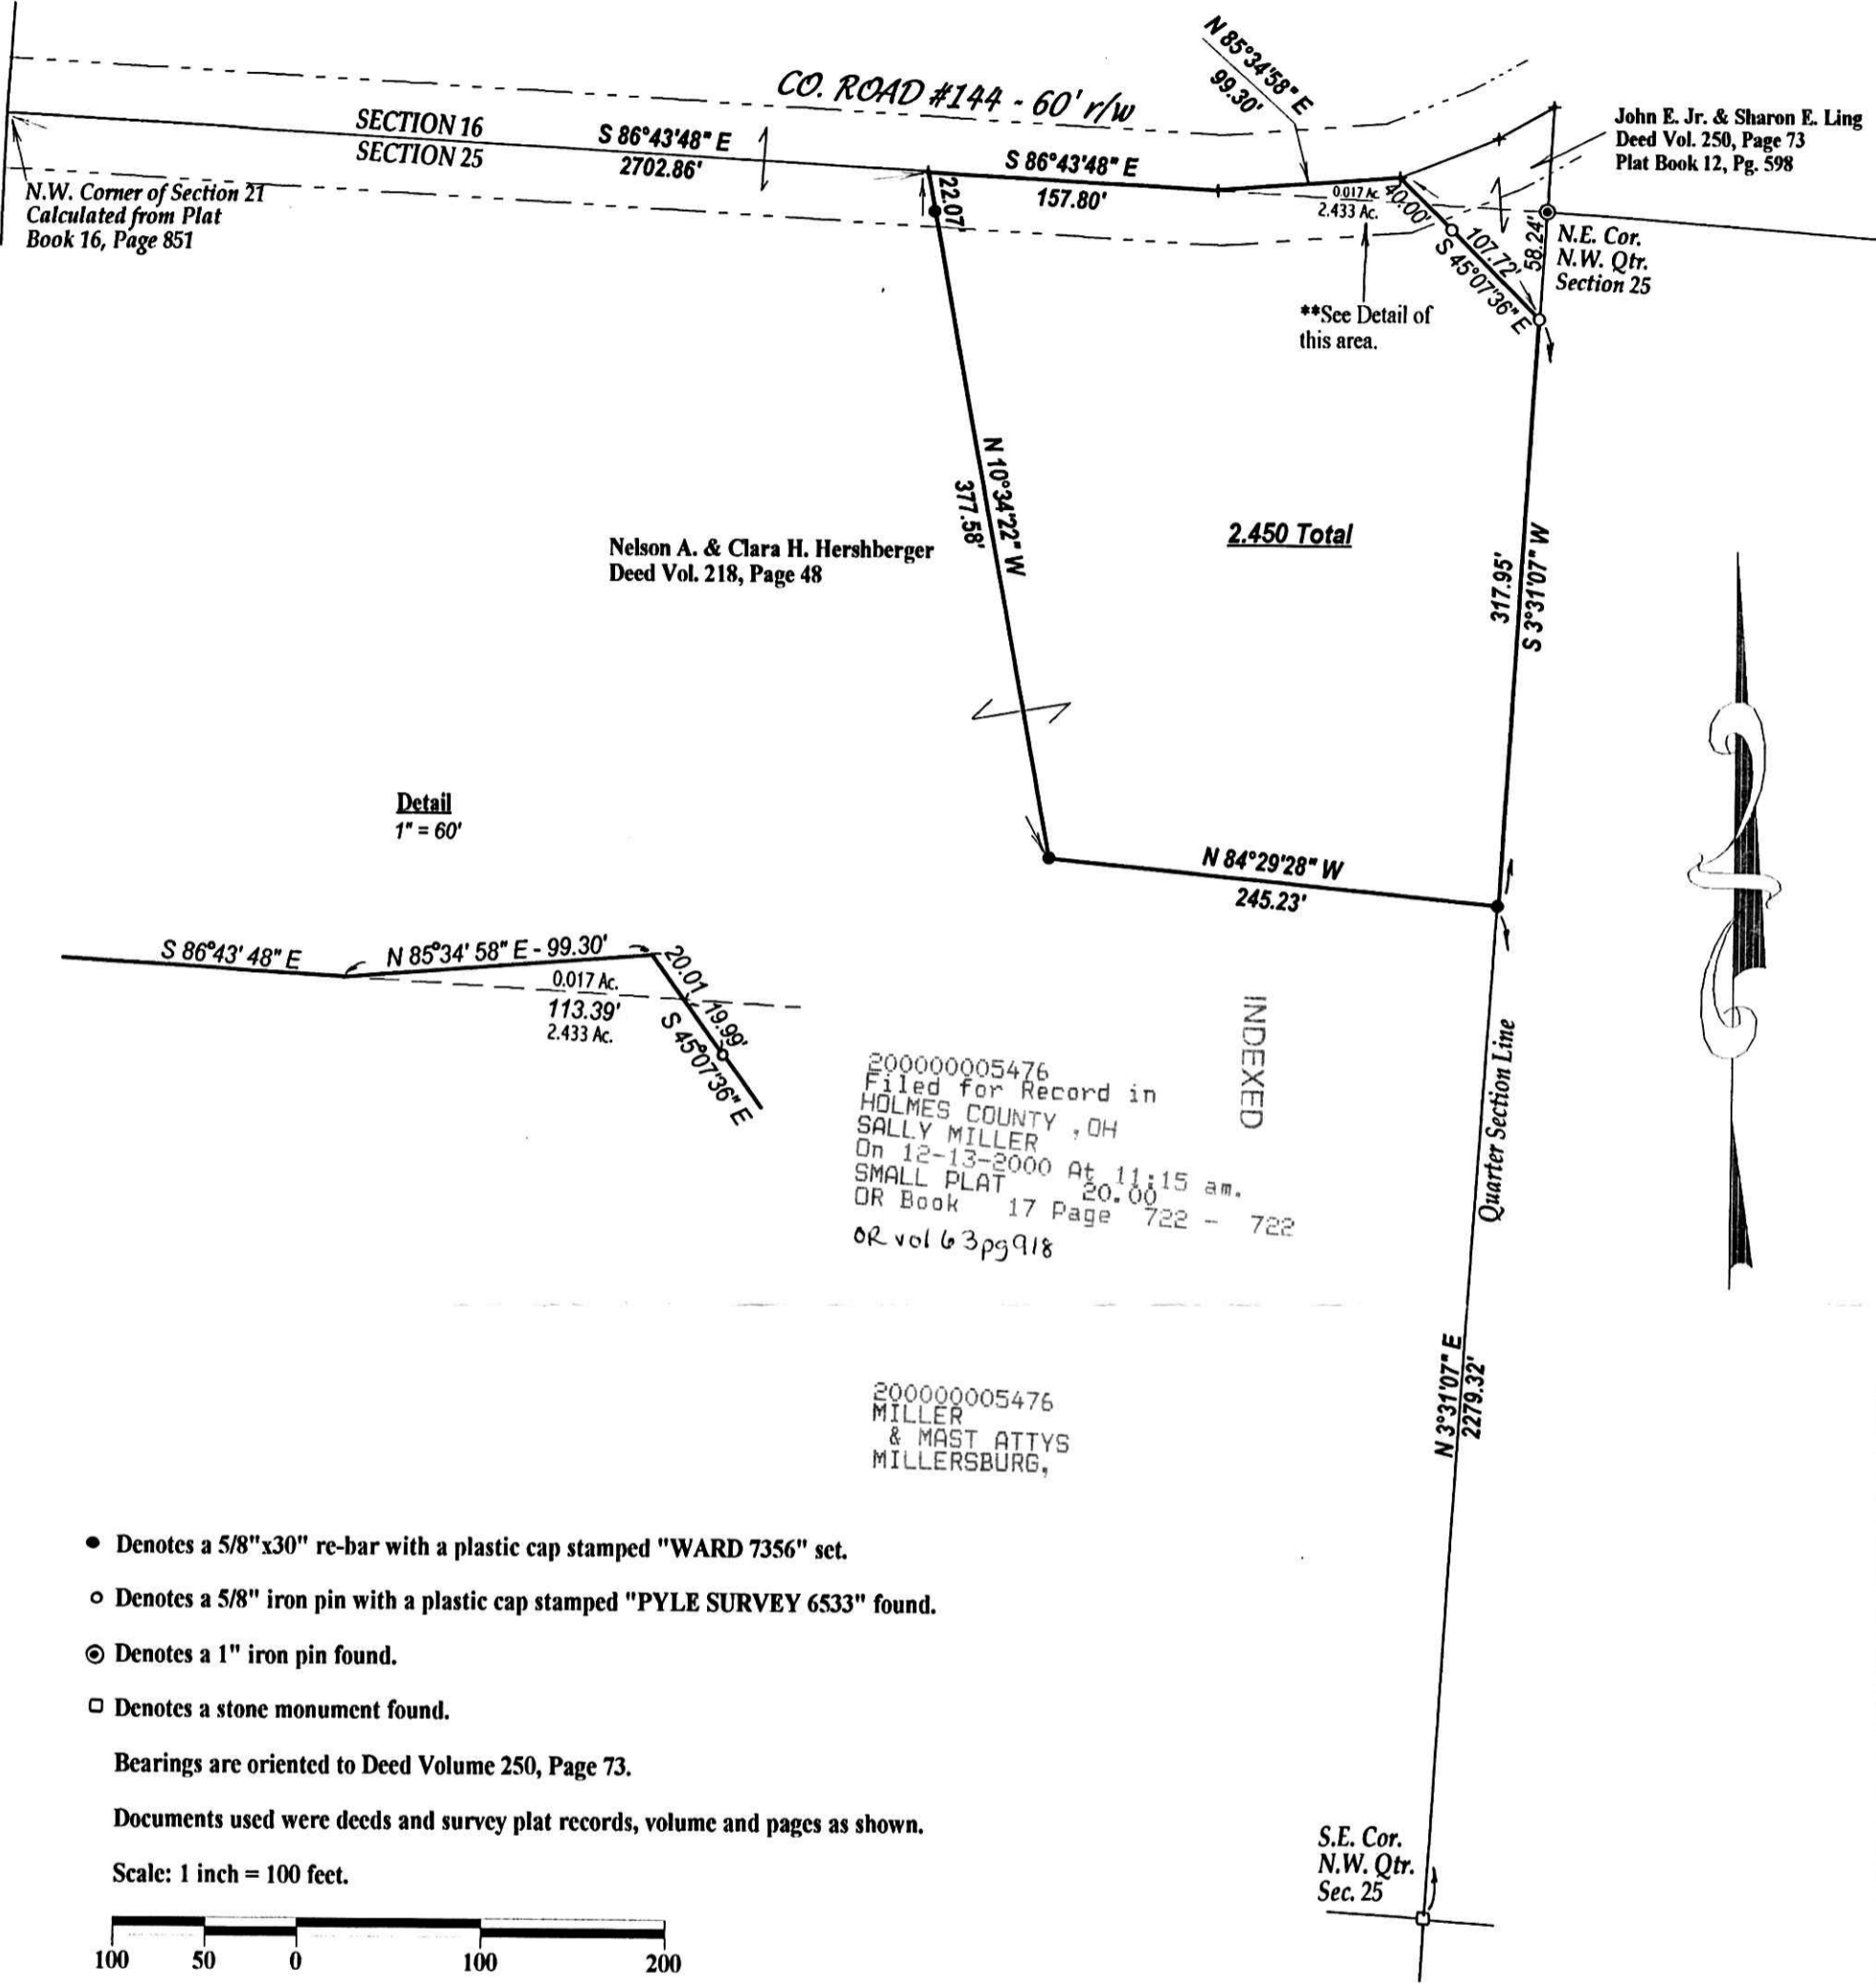 CO. ROAD #144 - 60' r/w
N 85°34'58" E
99.30'
John E. Jr. & Sharon E. Ling
Deed Vol. 250, Page 73
Plat Book 12, Pg. 598
SECTION 16
SECTION 25
S 86°43'48" E
2702.86'
S 86°43'48" E
157.80'
22.07'
0.017 Ac.
2.433 Ac.
40.00'
107.72'
S 45°07'36" E
58.24'
N.E. Cor.
N.W. Qtr.
Section 25
N.W. Corner of Section 21
Calculated from Plat
Book 16, Page 851
**See Detail of
this area.
N 10°34'22" W
377.58'
Nelson A. & Clara H. Hershberger
Deed Vol. 218, Page 48
2.450 Total
317.95'
S 3°31'07" W
N 84°29'28" W
245.23'
Detail
1" = 60'
S 86°43' 48" E
N 85°34' 58" E - 99.30'
0.017 Ac.
113.39'
2.433 Ac.
20.01
19.99'
S 45°07'36" E
INDEXED
200000005476
Filed for Record in
HOLMES COUNTY , OH
SALLY MILLER
On 12-13-2000 At 11:15 am.
SMALL PLAT 20.00
OR Book 17 Page 722 - 722
OR vol 63pg918
Quarter Section Line
N 3°31'07" E
2279.32'
200000005476
MILLER
& MAST ATTYS
MILLERSBURG,
Denotes a 5/8"x30" re-bar with a plastic cap stamped "WARD 7356" set.
Denotes a 5/8" iron pin with a plastic cap stamped "PYLE SURVEY 6533" found.
Denotes a 1" iron pin found.
Denotes a stone monument found.
Bearings are oriented to Deed Volume 250, Page 73.
Documents used were deeds and survey plat records, volume and pages as shown.
Scale: 1 inch = 100 feet.
100 50 0 100 200
S.E. Cor.
N.W. Qtr.
Sec. 25